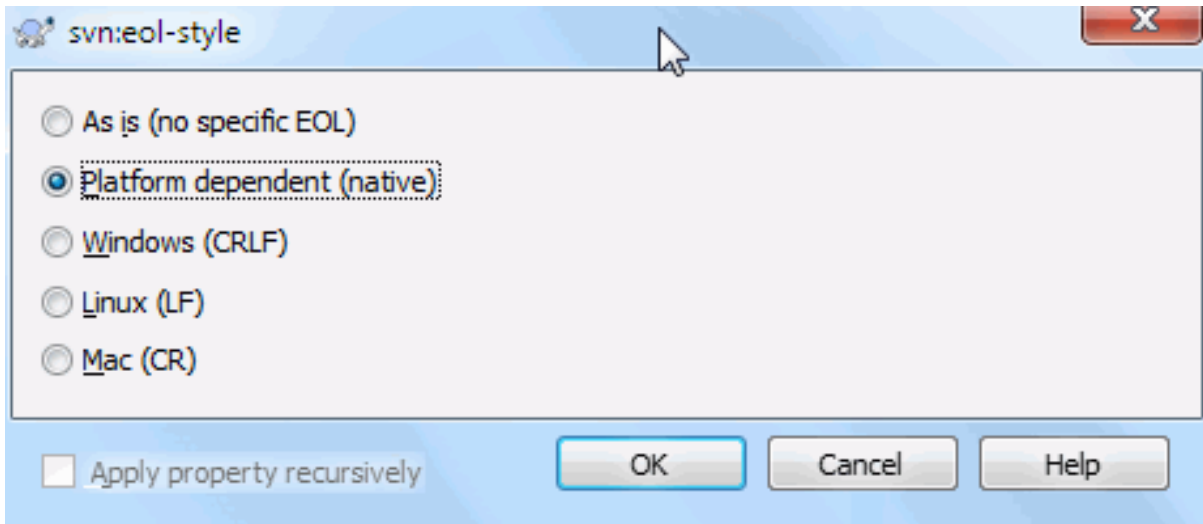 svn:eol-style
As is (no specific EOL)
Platform dependent (native)
Windows (CRLF)
Linux (LF)
Mac (CR)
Apply property recursively
OK
Cancel
Help